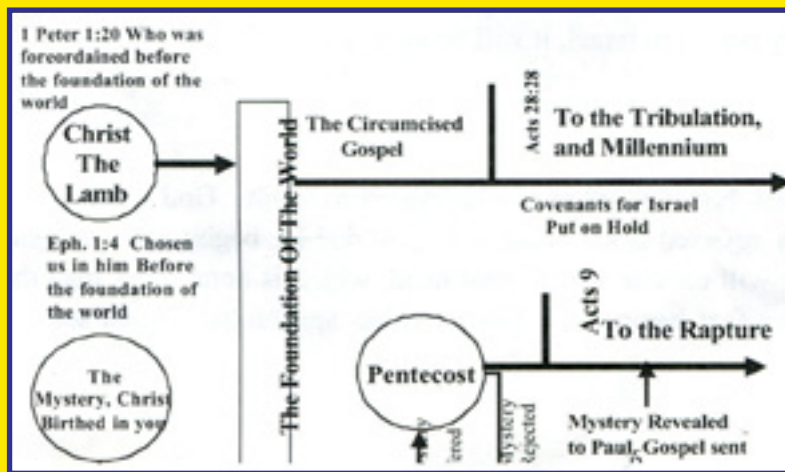 1 Peter 1:20 Who was
foreordained before
the foundation of the
world
Christ
The
Lamb
Eph. 1:4 Chosen
us in him Before
the foundation of
the world
The
Mystery, Christ
Birthed in you
The Foundation Of The World
The Circumcised
Gospel
Acts 28:28
To the Tribulation,
and Millennium
Covenants for Israel
Put on Hold
Pentecost
Acts 9
To the Rapture
Mystery
Rejected
Mystery Revealed
to Paul, Gospel sent